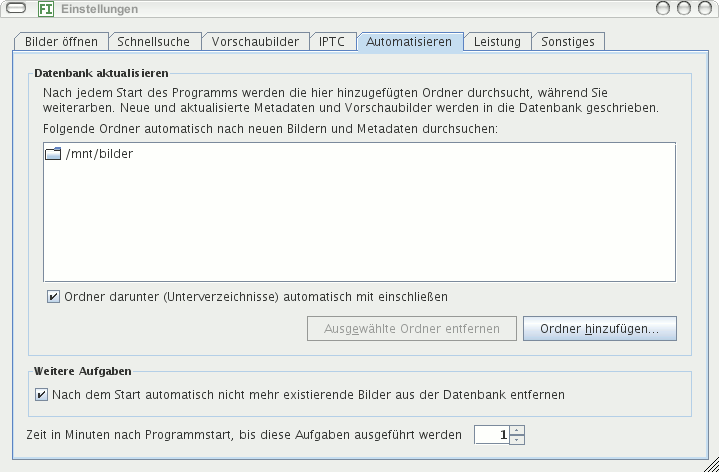 FI Einstellungen
Bilder öffnen Schnellsuche Vorschaubilder IPTC Automatisieren Leistung Sonstiges
Datenbank aktualisieren
Nach jedem Start des Programms werden die hier hinzugefügten Ordner durchsucht, während Sie
weiterarben. Neue und aktualisierte Metadaten und Vorschaubilder werden in die Datenbank geschrieben.
Folgende Ordner automatisch nach neuen Bildern und Metadaten durchsuchen:
/mnt/bilder
Ordner darunter (Unterverzeichnisse) automatisch mit einschließen
Ausgewählte Ordner entfernen Ordner hinzufügen...
Weitere Aufgaben
Nach dem Start automatisch nicht mehr existierende Bilder aus der Datenbank entfernen
Zeit in Minuten nach Programmstart, bis diese Aufgaben ausgeführt werden 1